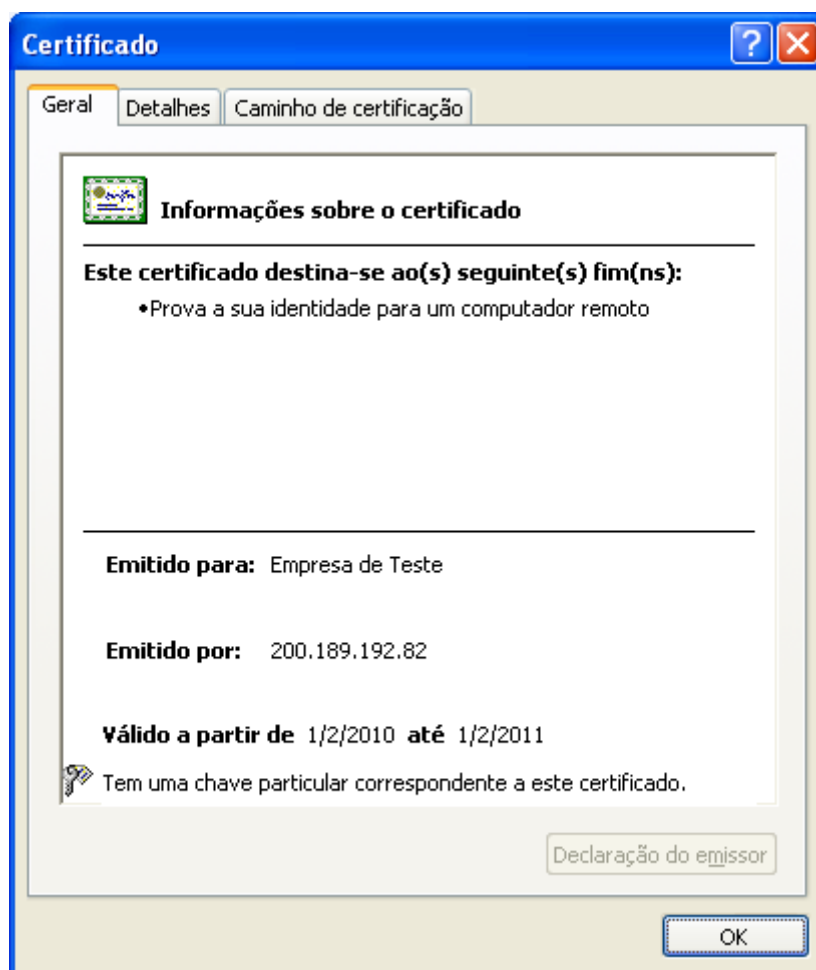 Certificado
Geral
Detalhes
Caminho de certificação
Informações sobre o certificado
Este certificado destina-se ao(s) seguinte(s) fim(ns):
•Prova a sua identidade para um computador remoto
Emitido para: Empresa de Teste
Emitido por: 200.189.192.82
Válido a partir de 1/2/2010 até 1/2/2011
Tem uma chave particular correspondente a este certificado.
Declaração do emissor
OK